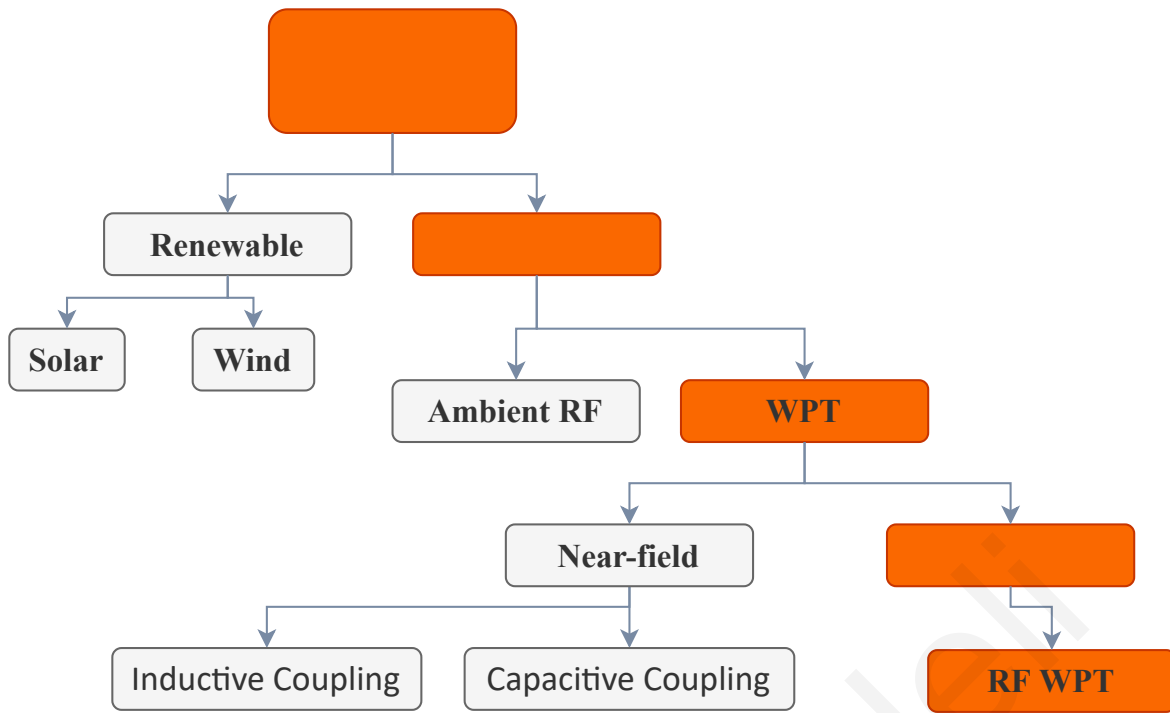 Renewable
Solar
Wind
Ambient RF
WPT
Near-field
Inductive Coupling
Capacitive Coupling
RF WPT